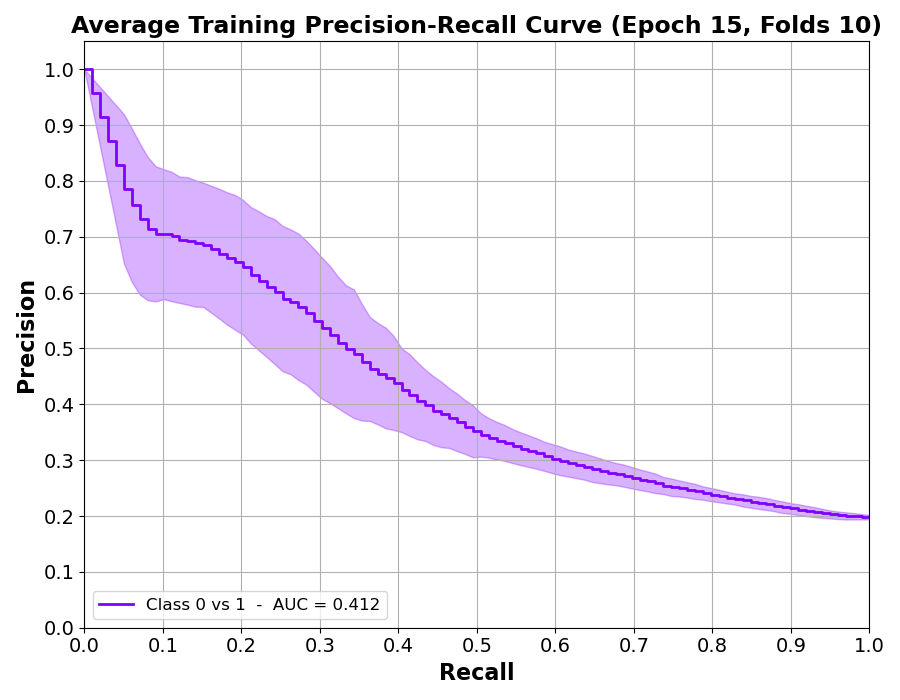 Average Training Precision-Recall Curve (Epoch 15, Folds 10)
1.0
0.9
0.8
0.7
0.6
0.5
0.4
0.3
0.2
0.1
0.0
Precision
Class 0 vs 1 - AUC = 0.412
0.0 0.1 0.2 0.3 0.4 0.5 0.6 0.7 0.8 0.9 1.0
Recall